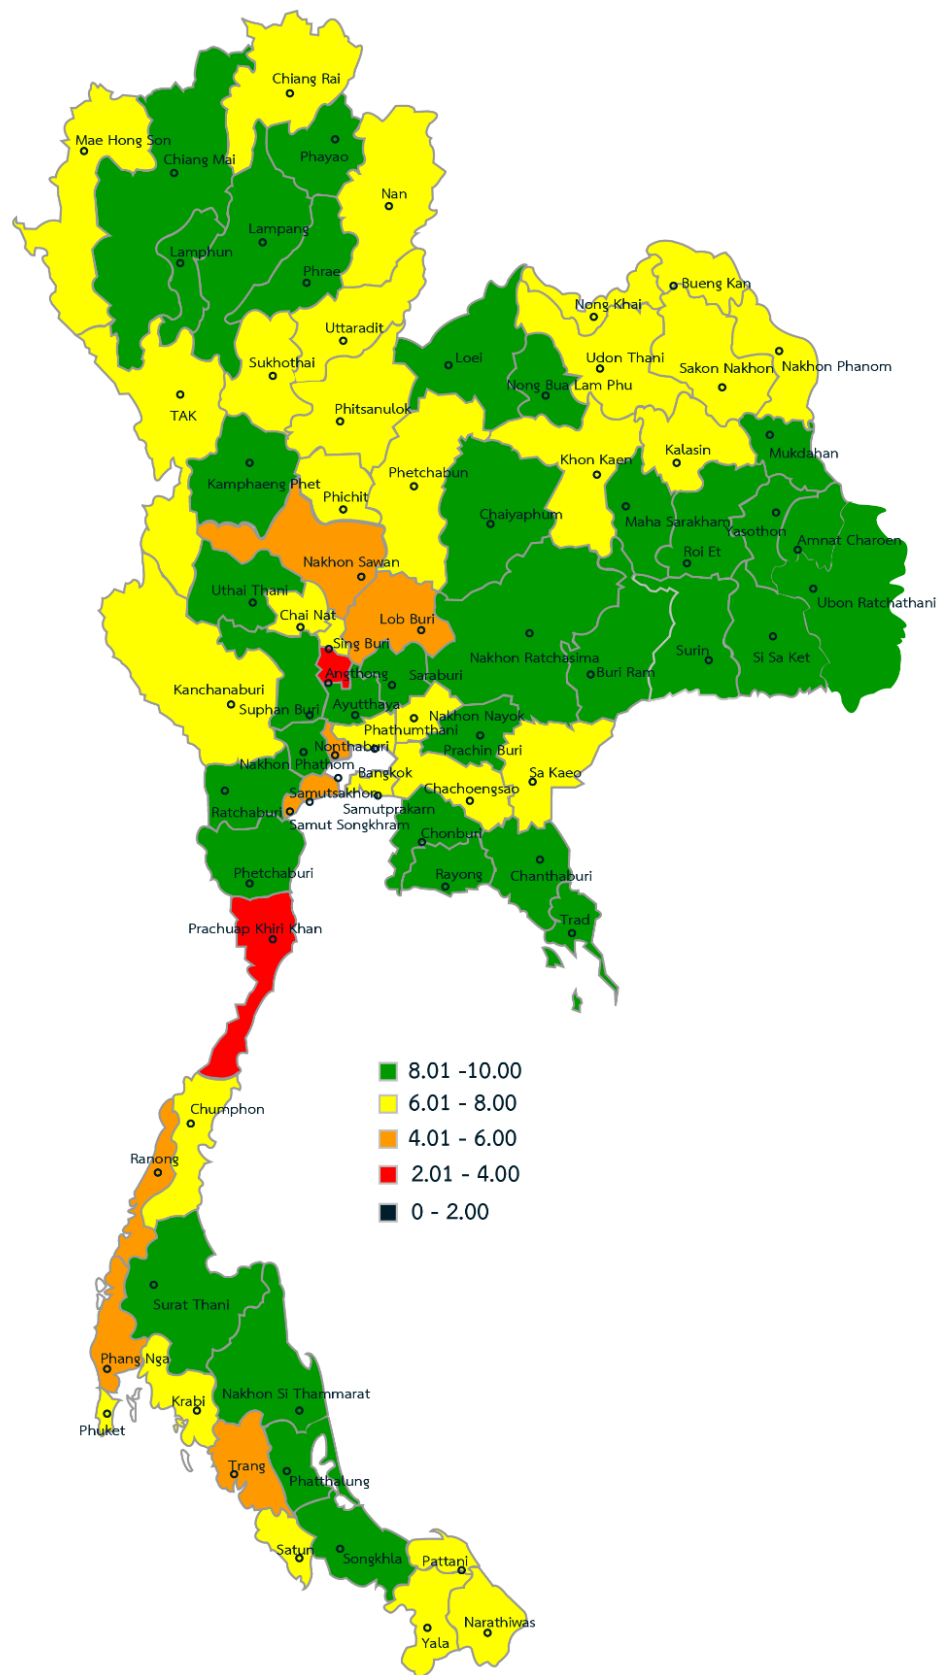 Chiang Rai
Mae Hong Son
Chiang Mai
Phayao
Nan
Lampang
Lamphun
Phrae
Bueng Kan
Nong Khai
Uttaradit
Loei
Udon Thani
Sukhothai
Sakon Nakhon
Nakhon Phanom
Nong Bua Lam Phu
TAK
Phitsanulok
Kalasin
Mukdahan
Khon Kaen
Phetchabun
Kamphaeng Phet
Phichit
Chaiyaphum
Maha Sarakham
Yasothon
Amnat Charoen
Roi Et
Nakhon Sawan
Uthai Thani
Ubon Ratchathani
Chai Nat
Lob Buri
Sing Buri
Nakhon Ratchasima
Surin
Si Sa Ket
Buri Ram
Angthong
Saraburi
Kanchanaburi
Suphan Buri
Ayutthaya
Nakhon Nayok
Phathumthani
Nonthaburi
Prachin Buri
Nakhon Phathom
Bangkok
Sa Kaeo
Chachoengsao
Samutsakhon
Samutprakarn
Ratchaburi
Samut Songkhram
Chonburi
Phetchaburi
Rayong
Chanthaburi
Trad
Prachuap Khiri Khan
8.01 -10.00
6.01 - 8.00
4.01 - 6.00
2.01 - 4.00
0 - 2.00
Chumphon
Ranong
Surat Thani
Phang Nga
Nakhon Si Thammarat
Krabi
Phuket
Trang
Phatthalung
Satun
Songkhla
Pattani
Narathiwas
Yala